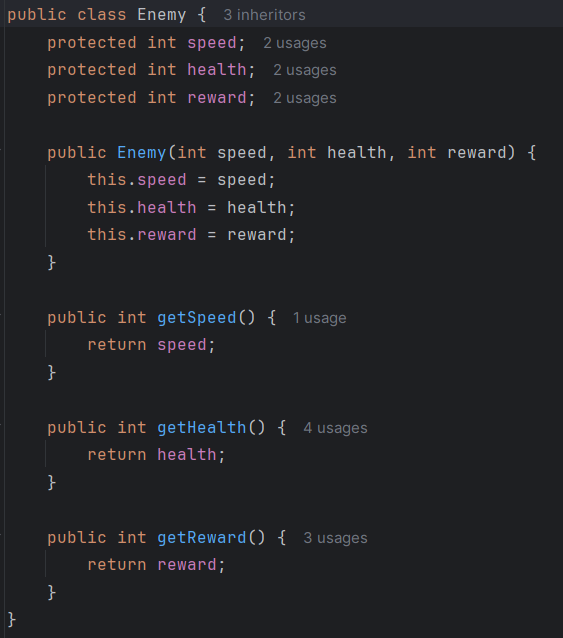 public class Enemy {  3 inheritors
    protected int speed;  2 usages
    protected int health;  2 usages
    protected int reward;  2 usages
    public Enemy(int speed, int health, int reward) {
        this.speed = speed;
        this.health = health;
        this.reward = reward;
    }
    public int getSpeed() {  1 usage
        return speed;
    }
    public int getHealth() {  4 usages
        return health;
    }
    public int getReward() {  3 usages
        return reward;
    }
}